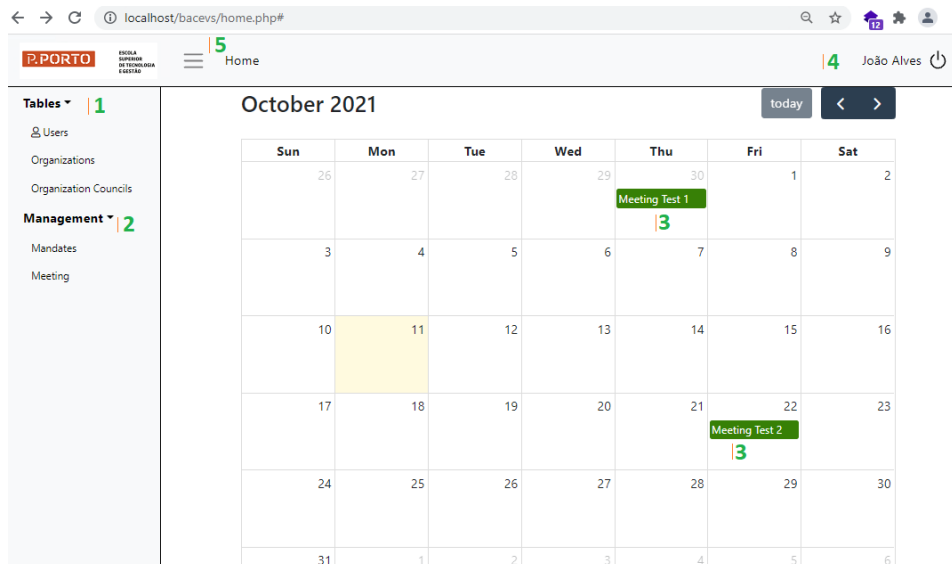 localhost/bacevs/home.php#
12
P.PORTO
ESCOLA
SUPERIOR
DE TECNOLOGIA
E GESTÃO
5
Home
4
João Alves
Tables
1
Users
Organizations
Organization Councils
Management
2
Mandates
Meeting
October 2021
today
Sun Mon Tue Wed Thu Fri Sat
26 27 28 29 30 1 2
Meeting Test 1
3
3 4 5 6 7 8 9
10 11 12 13 14 15 16
17 18 19 20 21 22 23
Meeting Test 2
3
24 25 26 27 28 29 30
31 1 2 3 4 5 6